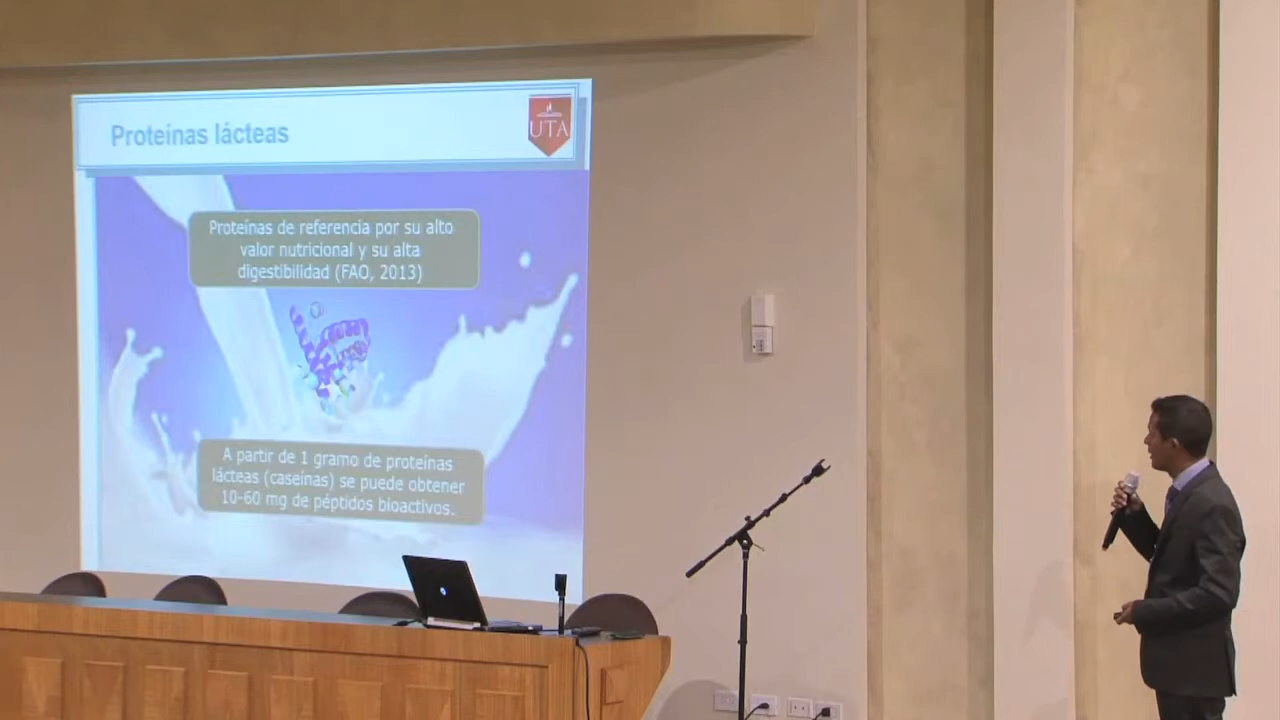 Proteínas lácteas
UTA
Proteínas de referencia por su alto
valor nutricional y su alta
digestibilidad (FAO, 2013)
A partir de 1 gramo de proteínas
lácteas (caseínas) se puede obtener
10-60 mg de péptidos bioactivos.